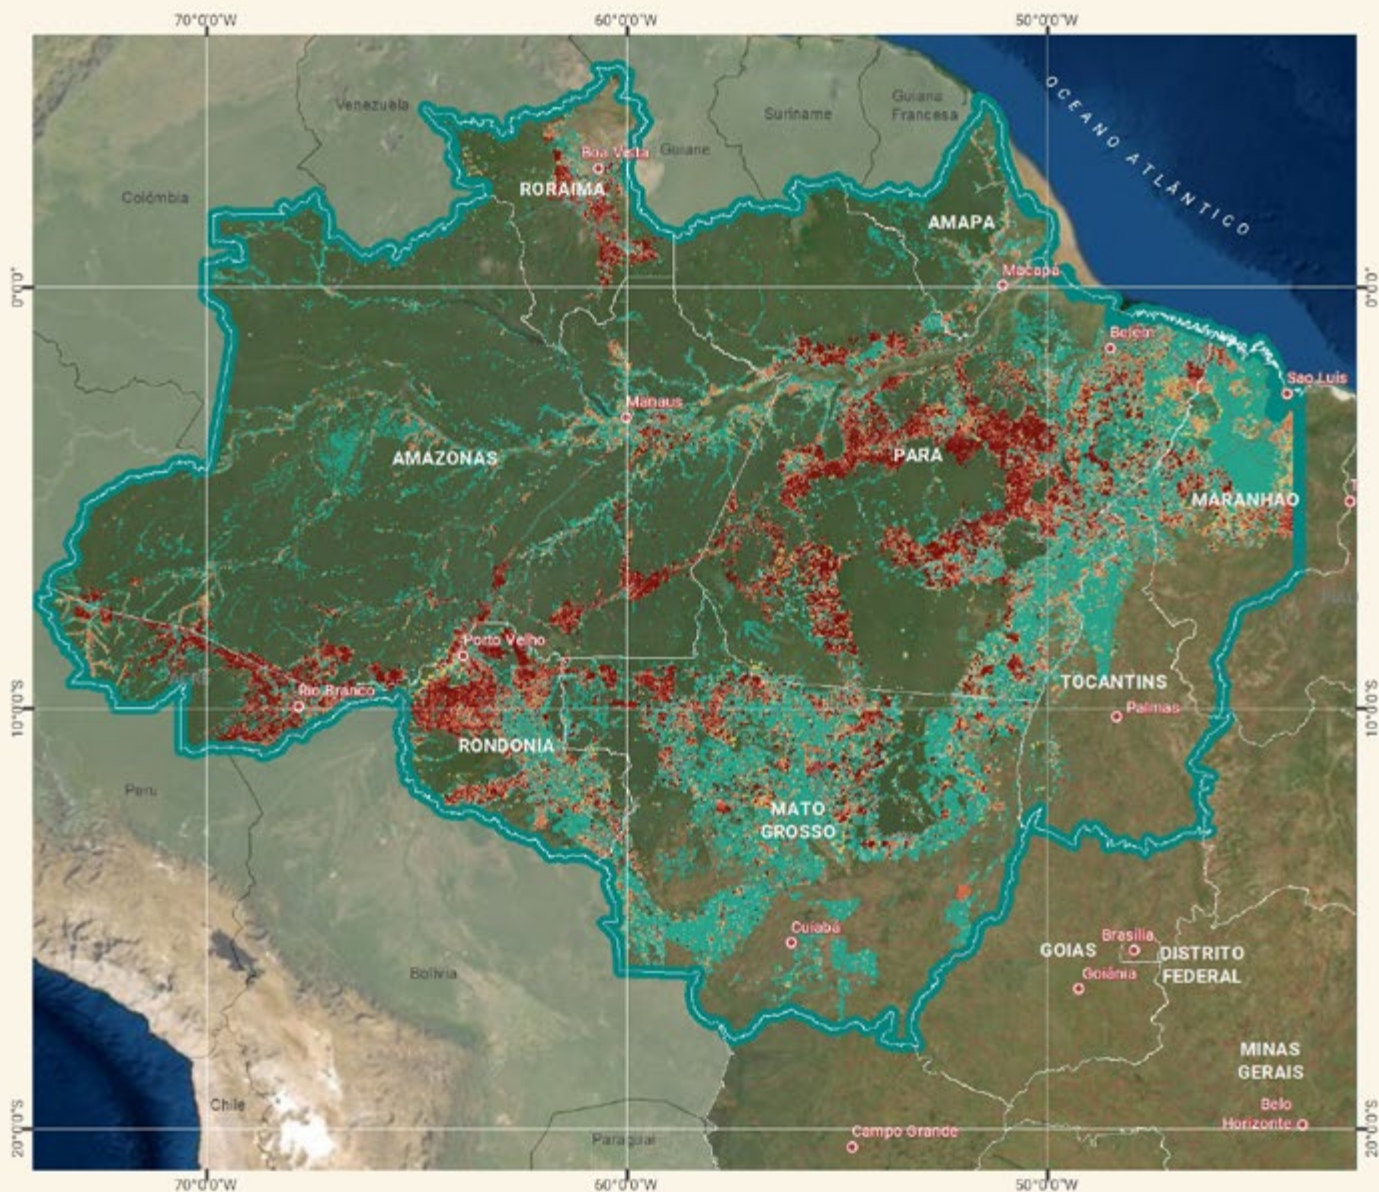 70°0'0"W 60°0'0"W 50°0'0"W
Venezuela
Suriname
Guiana
Francesa
OCEANO ATLÂNTICO
Colômbia
Boa Vista
Guiane
RORAIMA
AMAPA
Macapa
0°0'0" 0°0'0"
Belem
Sao Luis
Manaus
AMAZONAS
PARA
MARANHAO
Porto Velho
Rio Branco
TOCANTINS
Palmas
10°0'0"S 10°0'0"S
RONDONIA
Peru
MATO
GROSSO
Cuiaba
Brasilia
GOIAS
DISTRITO
FEDERAL
Goiânia
Bolivia
MINAS
GERAIS
Chile
Belo
Horizonte
Campo Grande
Paraguai
20°0'0"S 20°0'0"S
70°0'0"W 60°0'0"W 50°0'0"W